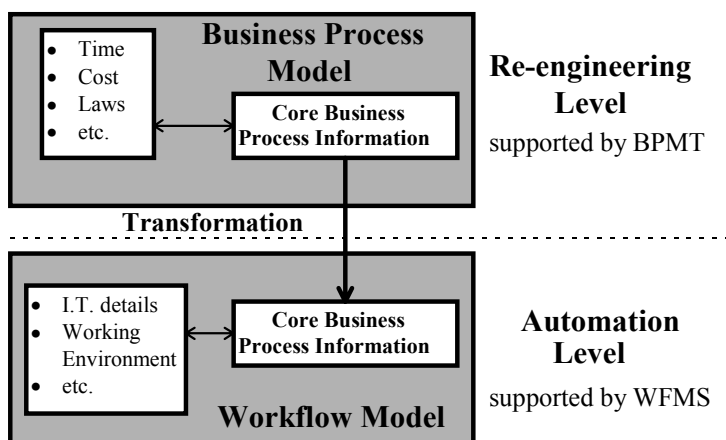 Business Process
Model
• Time
• Cost
• Laws
• etc.
Core Business
Process Information
Re-engineering
Level
supported by BPMT
Transformation
• I.T. details
• Working
Environment
• etc.
Core Business
Process Information
Workflow Model
Automation
Level
supported by WFMS